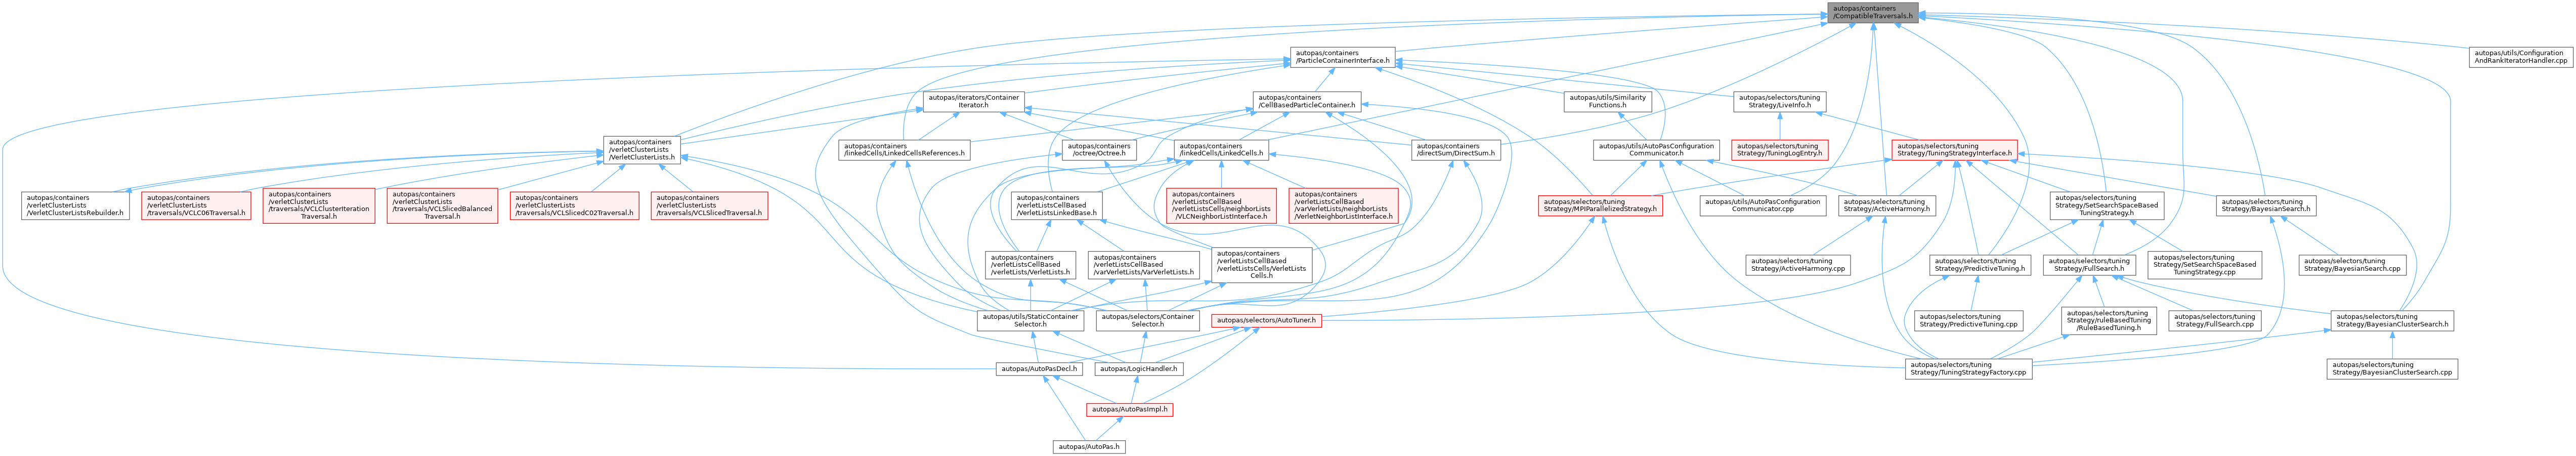 autopas/containers
/CompatibleTraversals.h
autopas/containers
/ParticleContainerInterface.h
autopas/utils/Configuration
AndRankIteratorHandler.cpp
autopas/iterators/Container
Iterator.h
autopas/containers
/CellBasedParticleContainer.h
autopas/utils/Similarity
Functions.h
autopas/selectors/tuning
Strategy/LiveInfo.h
autopas/containers
/verletClusterLists
/VerletClusterLists.h
autopas/containers
/linkedCells/LinkedCellsReferences.h
autopas/containers
/octree/Octree.h
autopas/containers
/linkedCells/LinkedCells.h
autopas/containers
/directSum/DirectSum.h
autopas/utils/AutoPasConfiguration
Communicator.h
autopas/selectors/tuning
Strategy/TuningLogEntry.h
autopas/selectors/tuning
Strategy/TuningStrategyInterface.h
autopas/containers
/verletClusterLists
/VerletClusterListsRebuilder.h
autopas/containers
/verletClusterLists
/traversals/VCLC06Traversal.h
autopas/containers
/verletClusterLists
/traversals/VCLClusterIteration
Traversal.h
autopas/containers
/verletClusterLists
/traversals/VCLSlicedBalanced
Traversal.h
autopas/containers
/verletClusterLists
/traversals/VCLSlicedC02Traversal.h
autopas/containers
/verletClusterLists
/traversals/VCLSlicedTraversal.h
autopas/containers
/verletListsCellBased
/VerletListsLinkedBase.h
autopas/containers
/verletListsCellBased
/verletListsCells/neighborLists
/VLCNeighborListInterface.h
autopas/containers
/verletListsCellBased
/varVerletLists/neighborLists
/VerletNeighborListInterface.h
autopas/selectors/tuning
Strategy/MPIParallelizedStrategy.h
autopas/utils/AutoPasConfiguration
Communicator.cpp
autopas/selectors/tuning
Strategy/ActiveHarmony.h
autopas/selectors/tuning
Strategy/SetSearchSpaceBased
TuningStrategy.h
autopas/selectors/tuning
Strategy/BayesianSearch.h
autopas/containers
/verletListsCellBased
/verletLists/VerletLists.h
autopas/containers
/verletListsCellBased
/varVerletLists/VarVerletLists.h
autopas/containers
/verletListsCellBased
/verletListsCells/VerletLists
Cells.h
autopas/selectors/tuning
Strategy/ActiveHarmony.cpp
autopas/selectors/tuning
Strategy/PredictiveTuning.h
autopas/selectors/tuning
Strategy/FullSearch.h
autopas/selectors/tuning
Strategy/SetSearchSpaceBased
TuningStrategy.cpp
autopas/selectors/tuning
Strategy/BayesianSearch.cpp
autopas/utils/StaticContainer
Selector.h
autopas/selectors/Container
Selector.h
autopas/selectors/AutoTuner.h
autopas/selectors/tuning
Strategy/PredictiveTuning.cpp
autopas/selectors/tuning
Strategy/ruleBasedTuning
/RuleBasedTuning.h
autopas/selectors/tuning
Strategy/FullSearch.cpp
autopas/selectors/tuning
Strategy/BayesianClusterSearch.h
autopas/AutoPasDecl.h
autopas/LogicHandler.h
autopas/selectors/tuning
Strategy/TuningStrategyFactory.cpp
autopas/selectors/tuning
Strategy/BayesianClusterSearch.cpp
autopas/AutoPasImpl.h
autopas/AutoPas.h